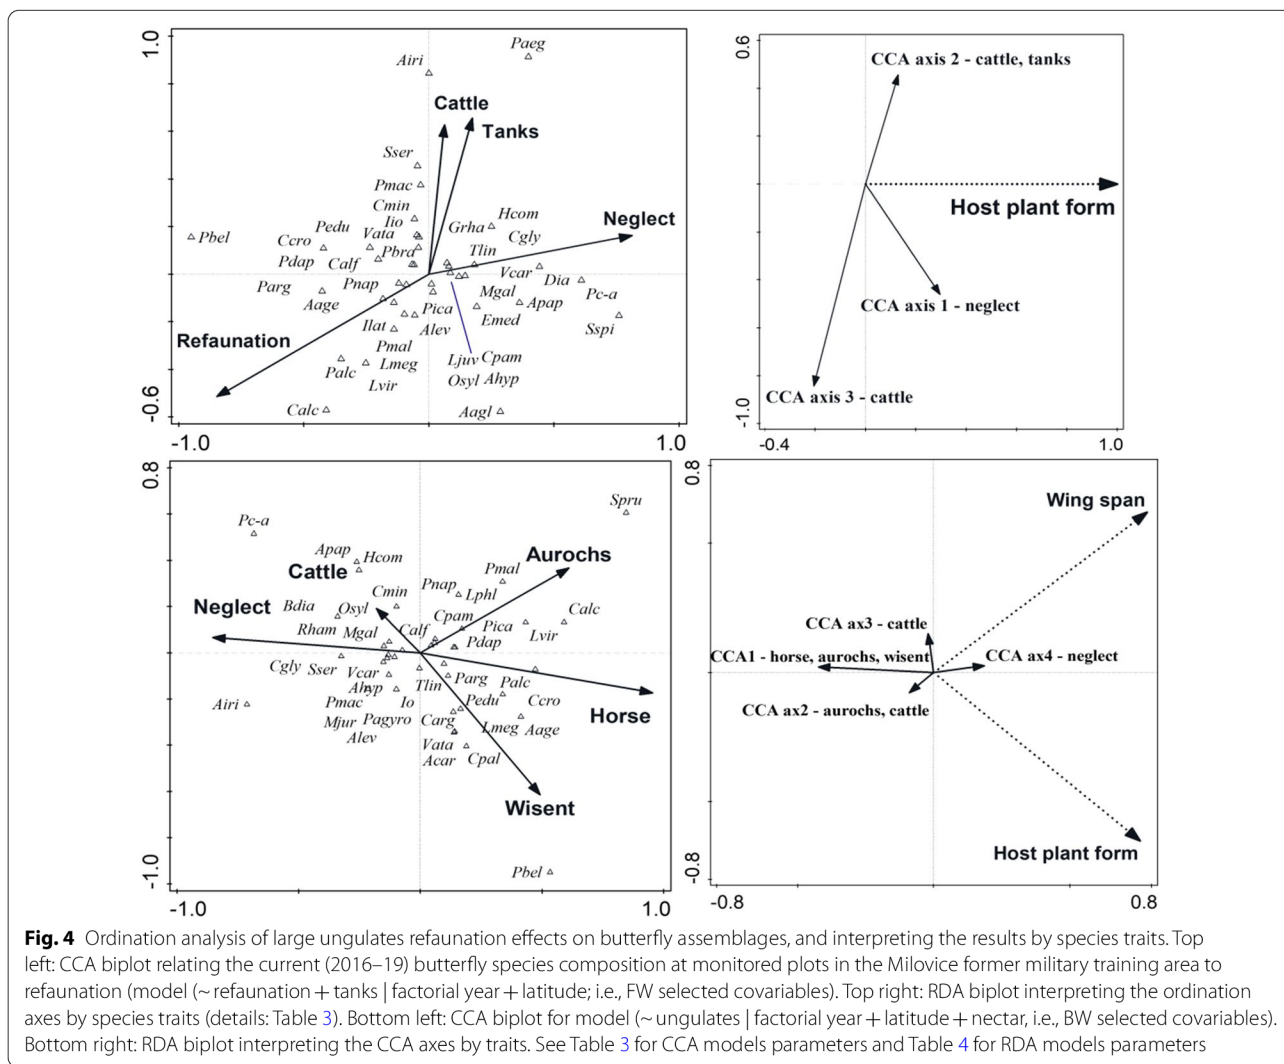 1.0
Paeg
Airi
Cattle
Tanks
Sser
Pmac
Cmin
Iio
Hcom
Neglect
Pedu
Grha
Pbel
Ccro
Vata
Cgly
Pbra
Tlin
Pdap
Calf
Vcar
Parg
Pnap
Dia
Aage
Mgal
Pc-a
Pica
Apap
Ilat
Alev
Emed
Sspi
Refaunation
Pmal
Ljuv
Cpam
Palc
Lmeg
Osyl
Ahyp
Lvir
Calc
Aagl
-0.6
-1.0
1.0
0.6
CCA axis 2 - cattle, tanks
Host plant form
CCA axis 1 - neglect
CCA axis 3 - cattle
-1.0
-0.4
1.0
0.8
Spru
Pc-a
Apap
Hcom
Aurochs
Cattle
Pmal
Pnap
Cmin
Lphl
Neglect
Bdia
Osyl
Calc
Cpam
Rham
Mgal
Calf
Pica
Lvir
Pdap
Cgly
Sser
Vcar
Parg
Palc
Ahyp
Tlin
Airi
Pmac
Io
Pedu
Ccro
Horse
Mjur
Pagyro
Carg
Lmeg
Aage
Alev
Vata
Acar
Cpal
Wisent
Pbel
-1.0
-1.0
1.0
0.8
Wing span
CCA ax3 - cattle
CCA1 - horse, aurochs, wisent
CCA ax4 - neglect
CCA ax2 - aurochs, cattle
Host plant form
-0.8
-0.8
0.8
Fig. 4 Ordination analysis of large ungulates refaunation effects on butterfly assemblages, and interpreting the results by species traits. Top
left: CCA biplot relating the current (2016–19) butterfly species composition at monitored plots in the Milovice former military training area to
refaunation (model (~ refaunation + tanks | factorial year + latitude; i.e., FW selected covariables). Top right: RDA biplot interpreting the ordination
axes by species traits (details: Table 3). Bottom left: CCA biplot for model (~ ungulates | factorial year + latitude + nectar, i.e., BW selected covariables).
Bottom right: RDA biplot interpreting the CCA axes by traits. See Table 3 for CCA models parameters and Table 4 for RDA models parameters